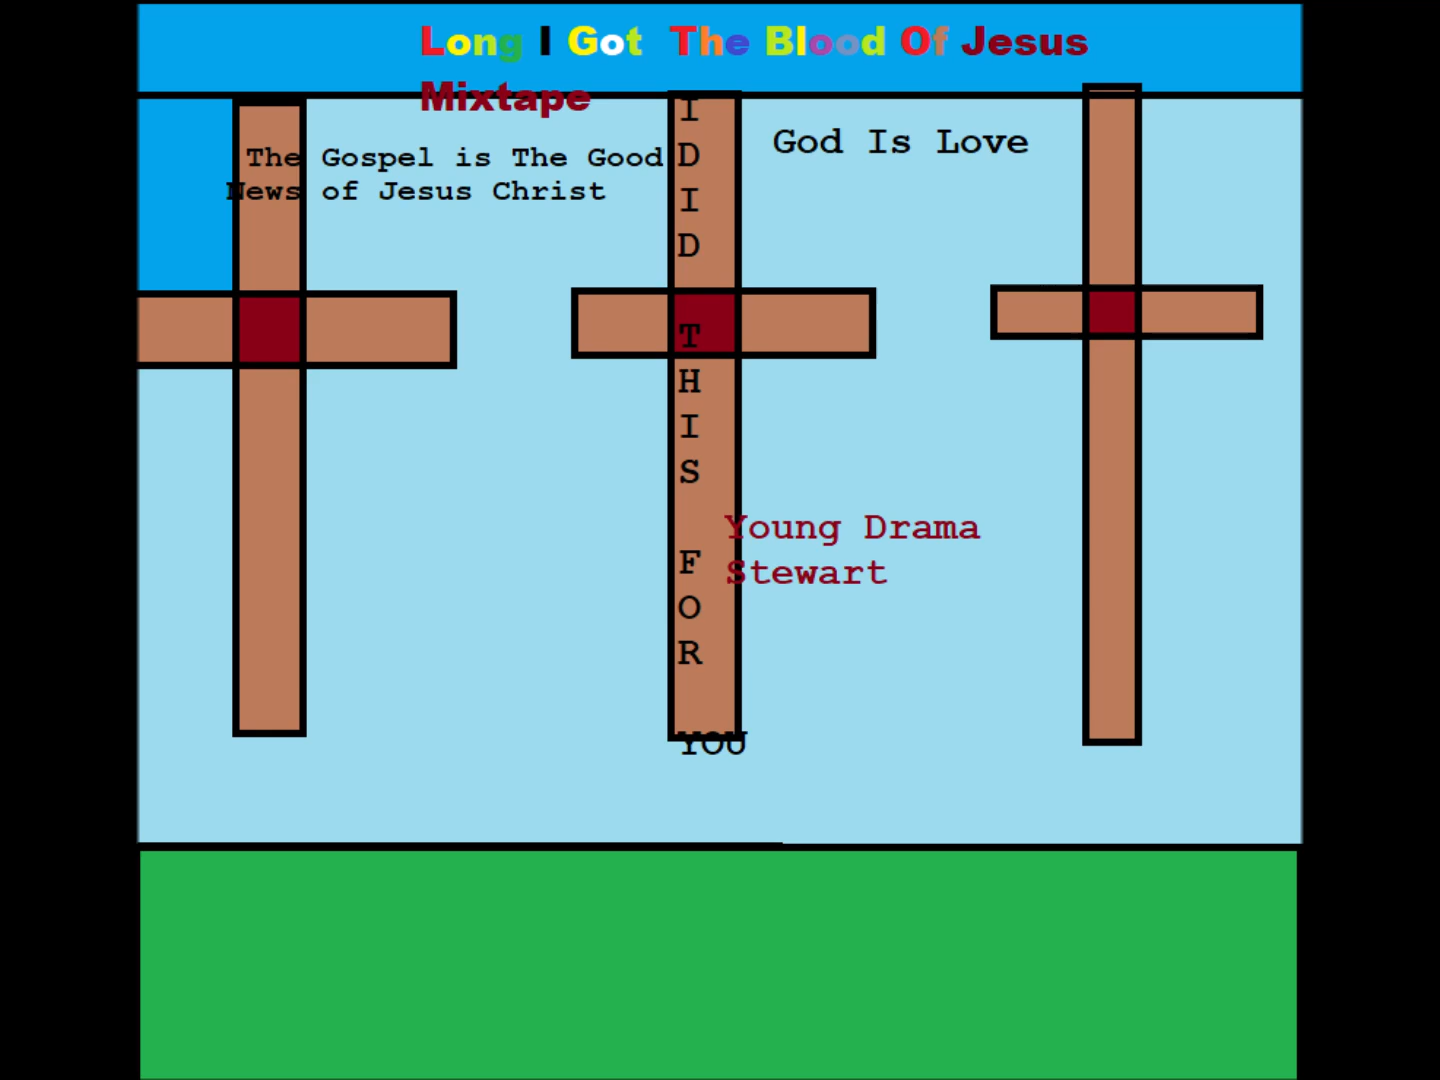 Long I Got The Blood Of Jesus
Mixtape
The Gospel is The Good
News of Jesus Christ
God Is Love
I
D
I
D
T
H
I
S
F
O
R
YOU
Young Drama
Stewart